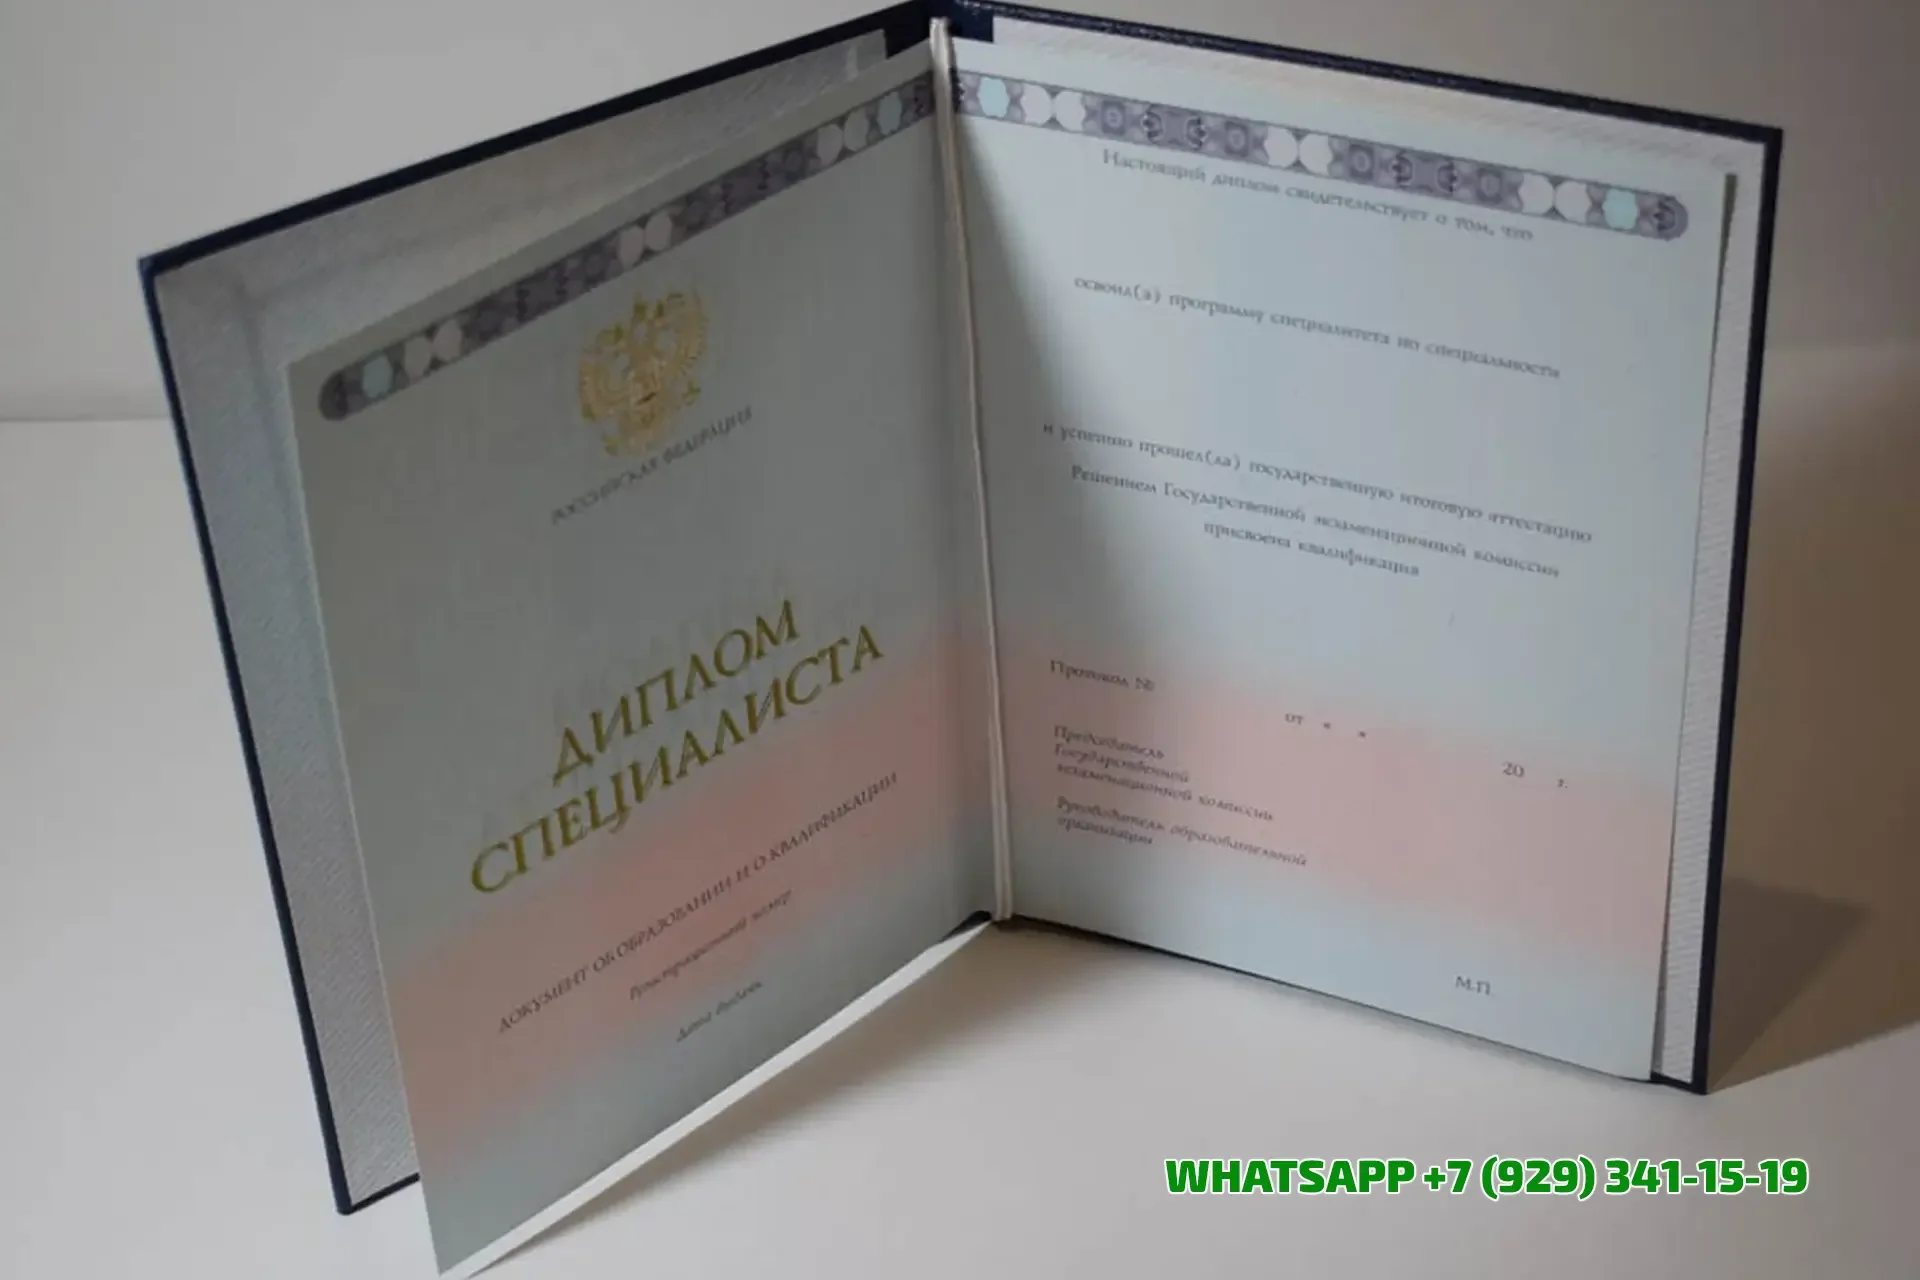 РОССИЙСКАЯ ФЕДЕРАЦИЯ
ДИПЛОМ
СПЕЦИАЛИСТА
ДОКУМЕНТ ОБ ОБРАЗОВАНИИ И О КВАЛИФИКАЦИИ
Регистрационный номер
Дата выдачи
Настоящий диплом свидетельствует о том, что
освоил(а) программу специалитета по специальности
и успешно прошел(ла) государственную итоговую аттестацию
Решением Государственной экзаменационной комиссии
присвоена квалификация
Протокол №
от « » 20 г.
Председатель
Государственной
экзаменационной комиссии
Руководитель образовательной
организации
М.П.
WHATSAPP +7 (929) 341-15-19